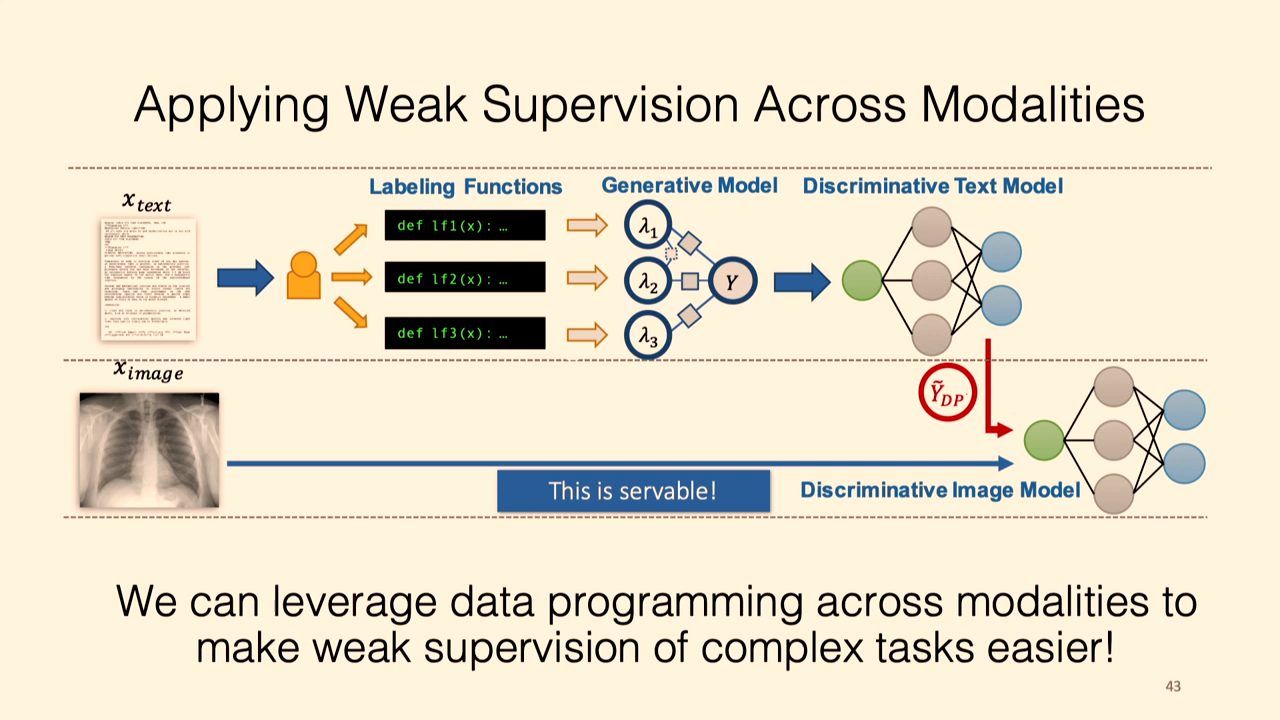 Applying Weak Supervision Across Modalities
Labeling Functions
Generative Model
Discriminative Text Model
x_text
def lf1(x): …
def lf2(x): …
def lf3(x): …
λ1
λ2
λ3
Y
x_image
Ỹ_DP
This is servable!
Discriminative Image Model
We can leverage data programming across modalities to
make weak supervision of complex tasks easier!
43